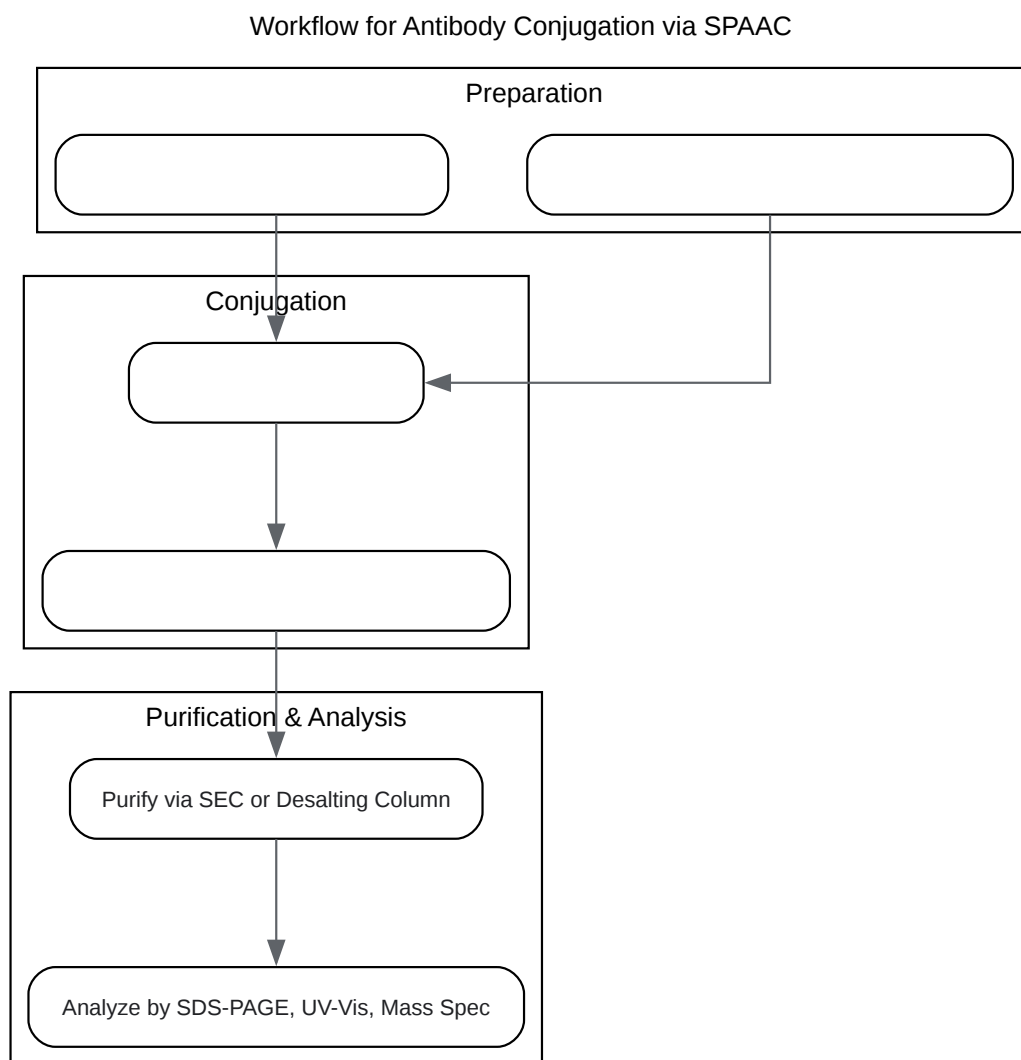 Workflow for Antibody Conjugation via SPAAC
Preparation
Conjugation
Purification & Analysis
Purify via SEC or Desalting Column
Analyze by SDS-PAGE, UV-Vis, Mass Spec